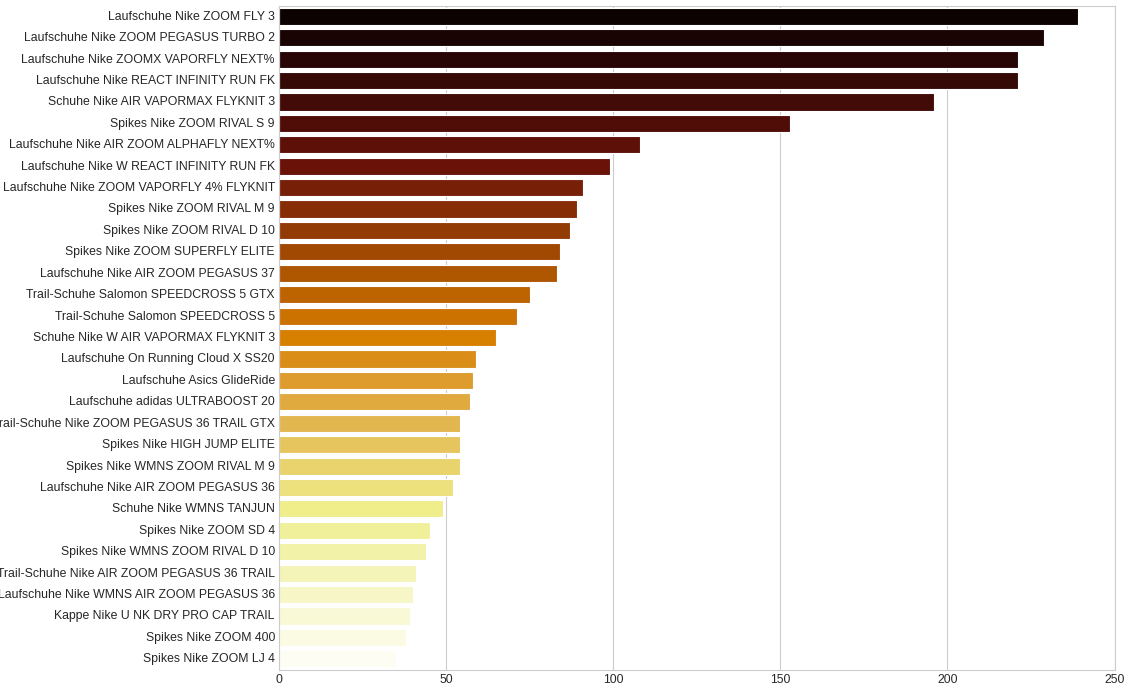 Laufschuhe Nike ZOOM FLY 3
Laufschuhe Nike ZOOM PEGASUS TURBO 2
Laufschuhe Nike ZOOMX VAPORFLY NEXT%
Laufschuhe Nike REACT INFINITY RUN FK
Schuhe Nike AIR VAPORMAX FLYKNIT 3
Spikes Nike ZOOM RIVAL S 9
Laufschuhe Nike AIR ZOOM ALPHAFLY NEXT%
Laufschuhe Nike W REACT INFINITY RUN FK
Laufschuhe Nike ZOOM VAPORFLY 4% FLYKNIT
Spikes Nike ZOOM RIVAL M 9
Spikes Nike ZOOM RIVAL D 10
Spikes Nike ZOOM SUPERFLY ELITE
Laufschuhe Nike AIR ZOOM PEGASUS 37
Trail-Schuhe Salomon SPEEDCROSS 5 GTX
Trail-Schuhe Salomon SPEEDCROSS 5
Schuhe Nike W AIR VAPORMAX FLYKNIT 3
Laufschuhe On Running Cloud X SS20
Laufschuhe Asics GlideRide
Laufschuhe adidas ULTRABOOST 20
rail-Schuhe Nike ZOOM PEGASUS 36 TRAIL GTX
Spikes Nike HIGH JUMP ELITE
Spikes Nike WMNS ZOOM RIVAL M 9
Laufschuhe Nike AIR ZOOM PEGASUS 36
Schuhe Nike WMNS TANJUN
Spikes Nike ZOOM SD 4
Spikes Nike WMNS ZOOM RIVAL D 10
Trail-Schuhe Nike AIR ZOOM PEGASUS 36 TRAIL
Laufschuhe Nike WMNS AIR ZOOM PEGASUS 36
Kappe Nike U NK DRY PRO CAP TRAIL
Spikes Nike ZOOM 400
Spikes Nike ZOOM LJ 4
0 50 100 150 200 250